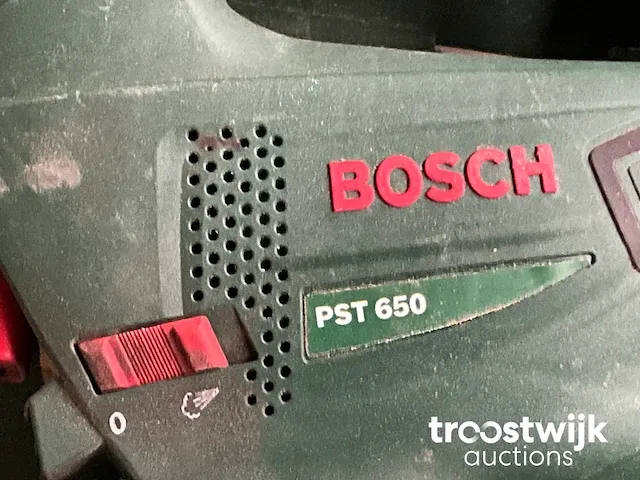 BOSCH
PST 650
0
troostwijk
auctions